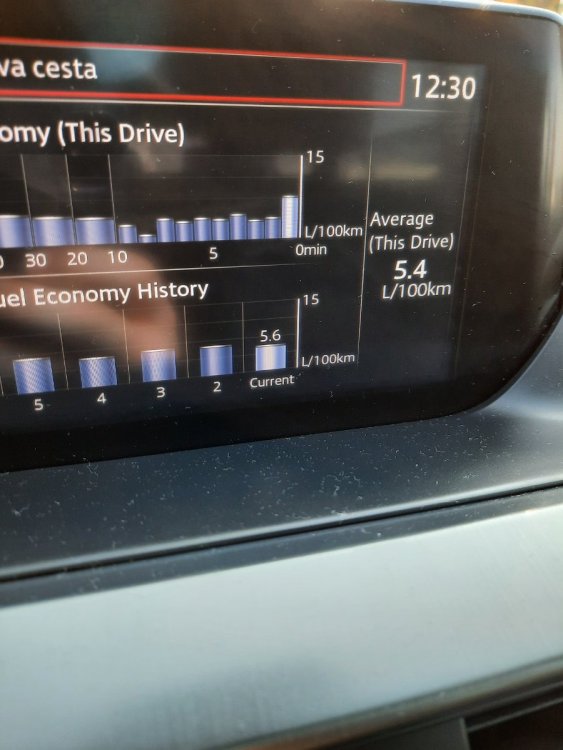 va cesta
12:30
omy (This Drive)
15
L/100km
30 20 10 5 0min
Average
(This Drive)
5.4
L/100km
uel Economy History
15
5.6
L/100km
5 4 3 2 Current